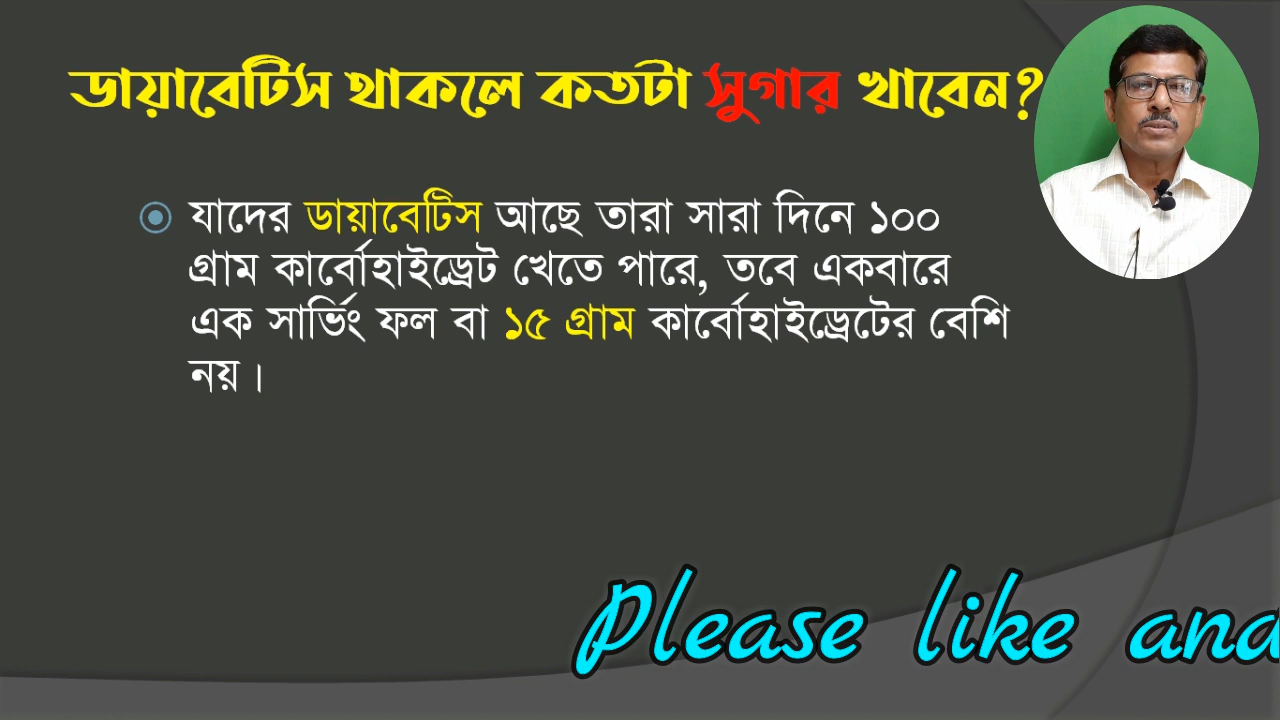 ডায়াবেটিস থাকলে কতটা সুগার খাবেন?
যাদের ডায়াবেটিস আছে তারা সারা দিনে ১০০
গ্রাম কার্বোহাইড্রেট খেতে পারে, তবে একবারে
এক সার্ভিং ফল বা ১৫ গ্রাম কার্বোহাইড্রেটের বেশি
নয়।
Please like and